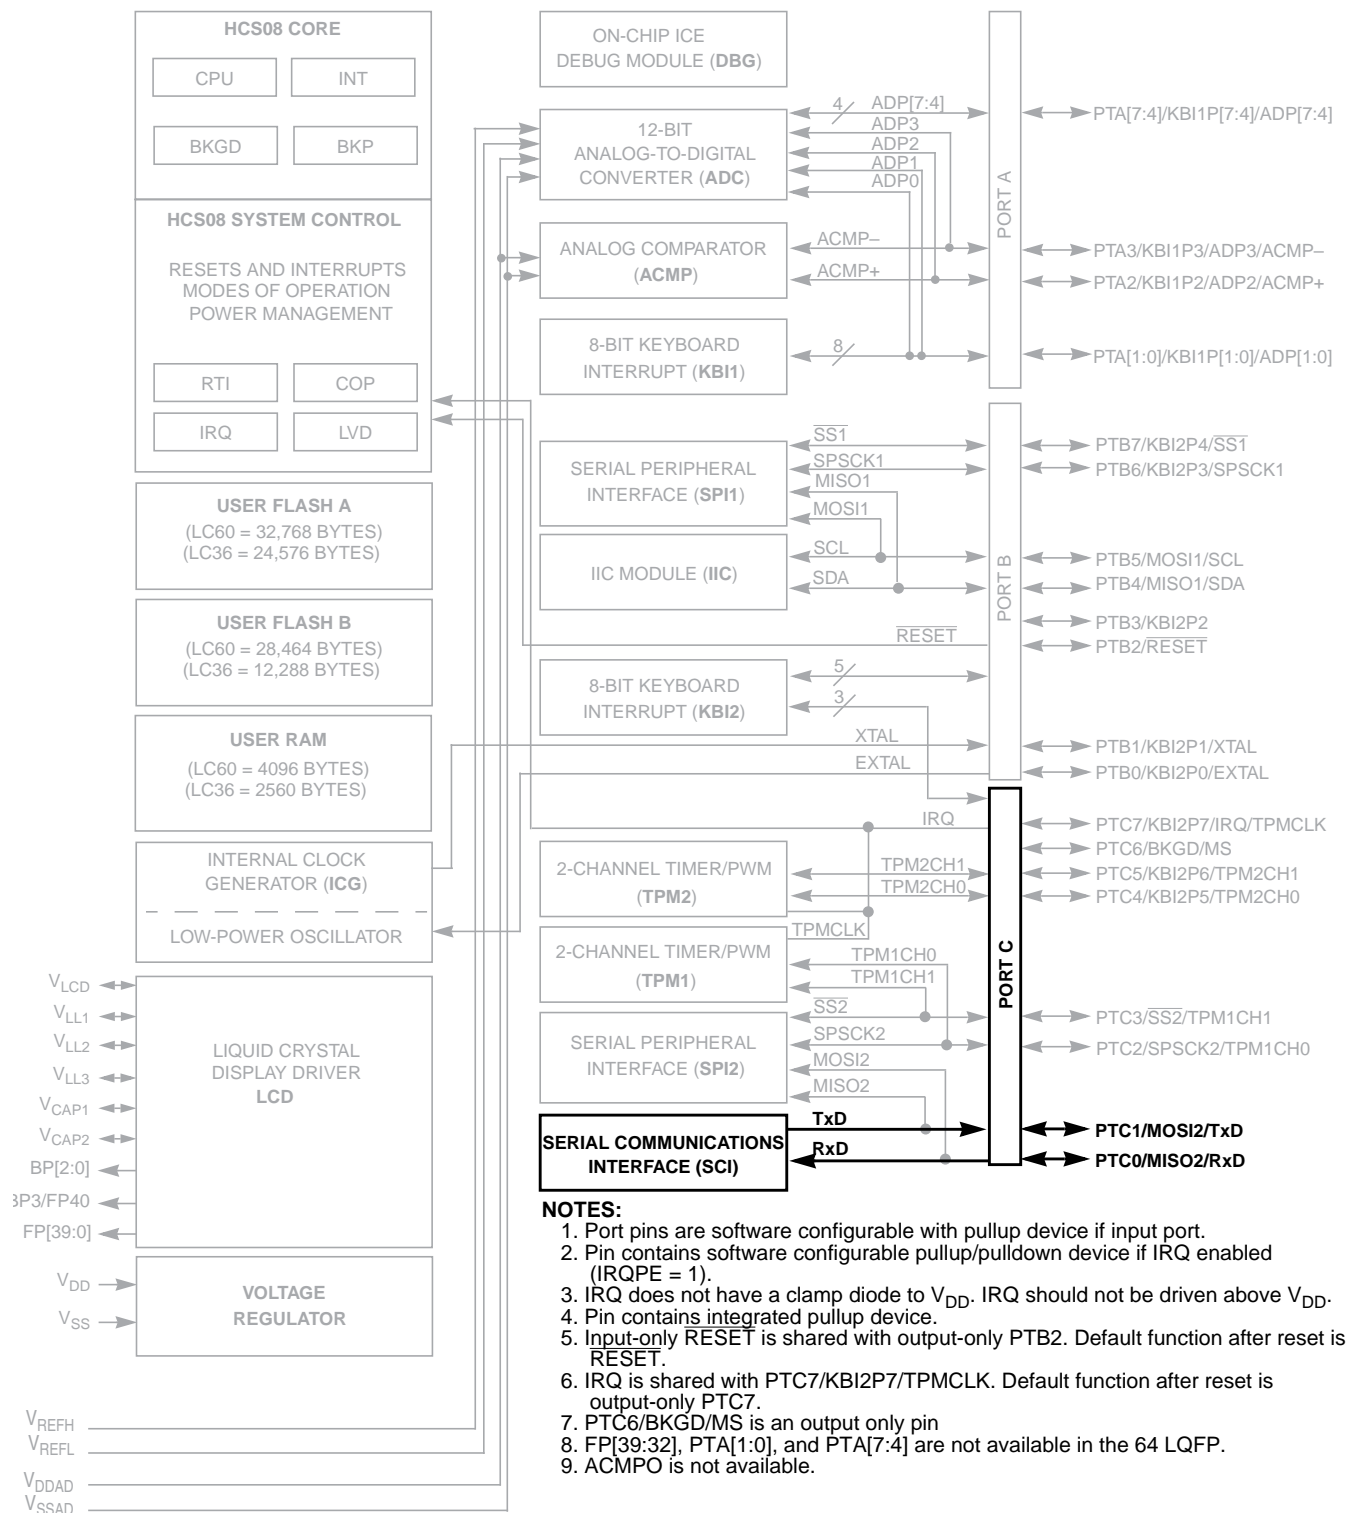 HCS08 CORE
CPU
INT
BKGD
BKP
HCS08 SYSTEM CONTROL
RESETS AND INTERRUPTS
MODES OF OPERATION
POWER MANAGEMENT
RTI
COP
IRQ
LVD
USER FLASH A
(LC60 = 32,768 BYTES)
(LC36 = 24,576 BYTES)
USER FLASH B
(LC60 = 28,464 BYTES)
(LC36 = 12,288 BYTES)
USER RAM
(LC60 = 4096 BYTES)
(LC36 = 2560 BYTES)
INTERNAL CLOCK
GENERATOR (ICG)
LOW-POWER OSCILLATOR
VLCD
VLL1
VLL2
VLL3
VCAP1
VCAP2
BP[2:0]
BP3/FP40
FP[39:0]
LIQUID CRYSTAL
DISPLAY DRIVER
LCD
VDD
VSS
VOLTAGE
REGULATOR
VREFH
VREFL
VDDAD
VSSAD
ON-CHIP ICE
DEBUG MODULE (DBG)
12-BIT
ANALOG-TO-DIGITAL
CONVERTER (ADC)
4
ADP[7:4]
ADP3
ADP2
ADP1
ADP0
ANALOG COMPARATOR
(ACMP)
ACMP–
ACMP+
8-BIT KEYBOARD
INTERRUPT (KBI1)
8
PORT A
PTA[7:4]/KBI1P[7:4]/ADP[7:4]
PTA3/KBI1P3/ADP3/ACMP–
PTA2/KBI1P2/ADP2/ACMP+
PTA[1:0]/KBI1P[1:0]/ADP[1:0]
SERIAL PERIPHERAL
INTERFACE (SPI1)
SS1
SPSCK1
MISO1
MOSI1
IIC MODULE (IIC)
SCL
SDA
RESET
8-BIT KEYBOARD
INTERRUPT (KBI2)
5
3
XTAL
EXTAL
PORT B
PTB7/KBI2P4/SS1
PTB6/KBI2P3/SPSCK1
PTB5/MOSI1/SCL
PTB4/MISO1/SDA
PTB3/KBI2P2
PTB2/RESET
PTB1/KBI2P1/XTAL
PTB0/KBI2P0/EXTAL
IRQ
2-CHANNEL TIMER/PWM
(TPM2)
TPM2CH1
TPM2CH0
TPMCLK
2-CHANNEL TIMER/PWM
(TPM1)
TPM1CH0
TPM1CH1
SERIAL PERIPHERAL
INTERFACE (SPI2)
SS2
SPSCK2
MOSI2
MISO2
SERIAL COMMUNICATIONS
INTERFACE (SCI)
TxD
RxD
PORT C
PTC7/KBI2P7/IRQ/TPMCLK
PTC6/BKGD/MS
PTC5/KBI2P6/TPM2CH1
PTC4/KBI2P5/TPM2CH0
PTC3/SS2/TPM1CH1
PTC2/SPSCK2/TPM1CH0
PTC1/MOSI2/TxD
PTC0/MISO2/RxD
NOTES:
1. Port pins are software configurable with pullup device if input port.
2. Pin contains software configurable pullup/pulldown device if IRQ enabled
(IRQPE = 1).
3. IRQ does not have a clamp diode to VDD. IRQ should not be driven above VDD.
4. Pin contains integrated pullup device.
5. Input-only RESET is shared with output-only PTB2. Default function after reset is
RESET.
6. IRQ is shared with PTC7/KBI2P7/TPMCLK. Default function after reset is
output-only PTC7.
7. PTC6/BKGD/MS is an output only pin
8. FP[39:32], PTA[1:0], and PTA[7:4] are not available in the 64 LQFP.
9. ACMPO is not available.